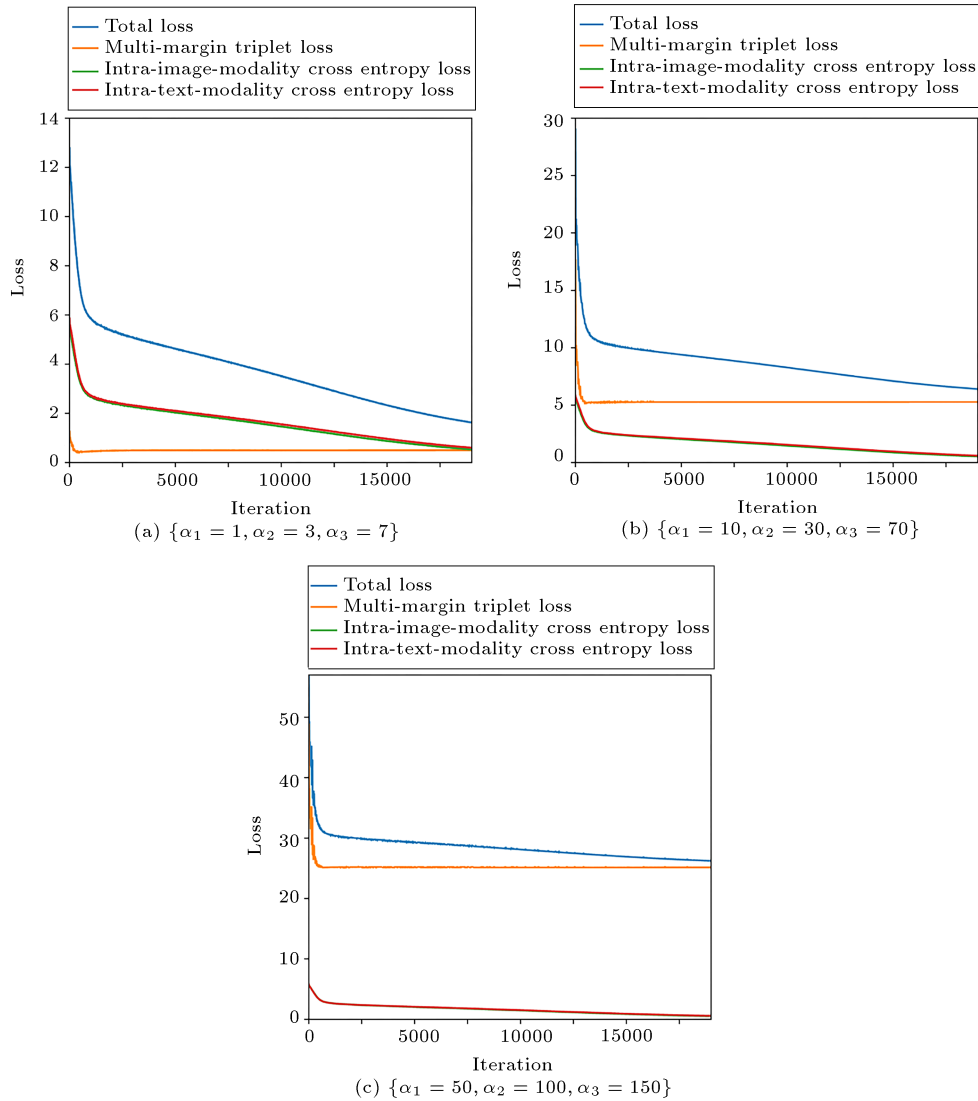 Total loss
Multi-margin triplet loss
Intra-image-modality cross entropy loss
Intra-text-modality cross entropy loss
14
12
10
8
6
4
2
0
Loss
0 5000 10000 15000
Iteration
(a) {α1 = 1, α2 = 3, α3 = 7}
Total loss
Multi-margin triplet loss
Intra-image-modality cross entropy loss
Intra-text-modality cross entropy loss
30
25
20
15
10
5
0
Loss
0 5000 10000 15000
Iteration
(b) {α1 = 10, α2 = 30, α3 = 70}
Total loss
Multi-margin triplet loss
Intra-image-modality cross entropy loss
Intra-text-modality cross entropy loss
50
40
30
20
10
0
Loss
0 5000 10000 15000
Iteration
(c) {α1 = 50, α2 = 100, α3 = 150}